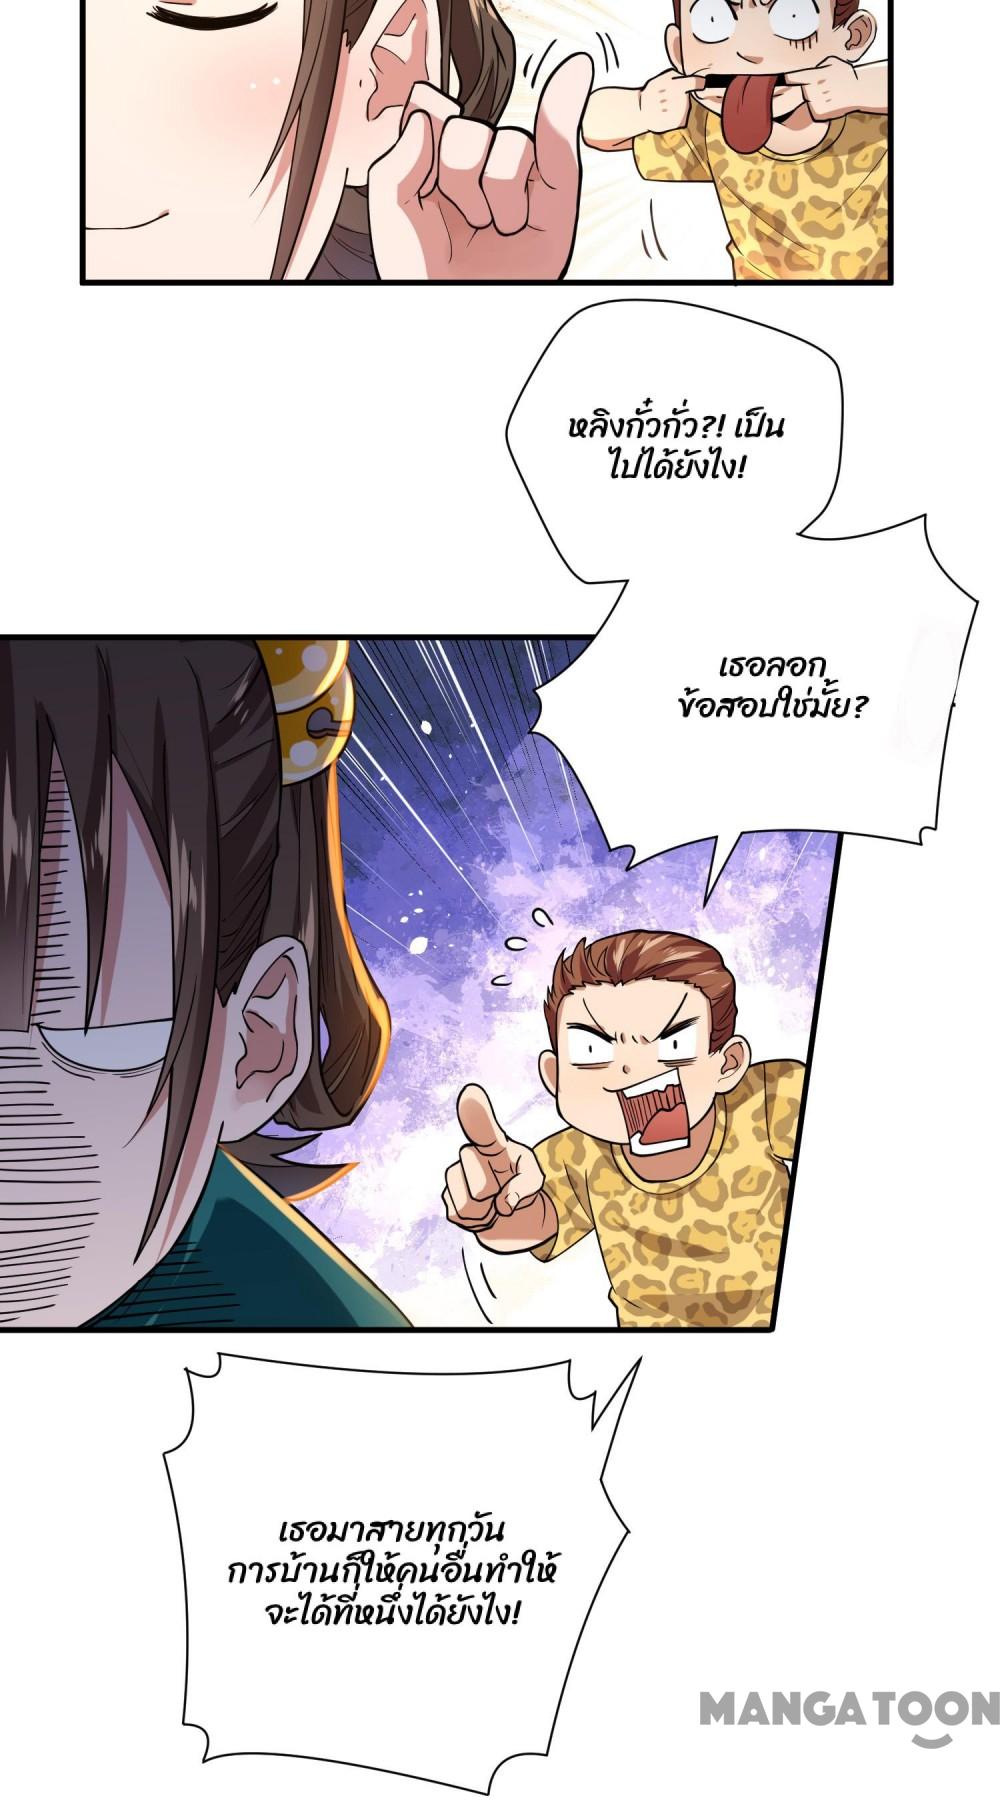 หลิงกั๋วกั่ว?! เป็น
ไปได้ยังไง!
เธอลอก
ข้อสอบใช่มั้ย?
เธอมาสายทุกวัน
การบ้านก็ให้คนอื่นทำให้
จะได้ที่หนึ่งได้ยังไง!
MANGATOON